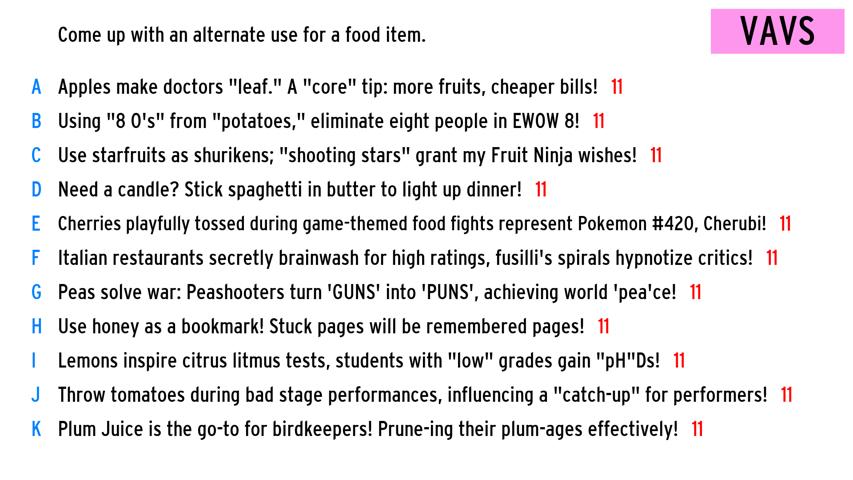 Come up with an alternate use for a food item.
VAVS
A Apples make doctors "leaf." A "core" tip: more fruits, cheaper bills! 11
B Using "8 O's" from "potatoes," eliminate eight people in EWOW 8! 11
C Use starfruits as shurikens; "shooting stars" grant my Fruit Ninja wishes! 11
D Need a candle? Stick spaghetti in butter to light up dinner! 11
E Cherries playfully tossed during game-themed food fights represent Pokemon #420, Cherubi! 11
F Italian restaurants secretly brainwash for high ratings, fusilli's spirals hypnotize critics! 11
G Peas solve war: Peashooters turn 'GUNS' into 'PUNS', achieving world 'pea'ce! 11
H Use honey as a bookmark! Stuck pages will be remembered pages! 11
I Lemons inspire citrus litmus tests, students with "low" grades gain "pH"Ds! 11
J Throw tomatoes during bad stage performances, influencing a "catch-up" for performers! 11
K Plum Juice is the go-to for birdkeepers! Prune-ing their plum-ages effectively! 11